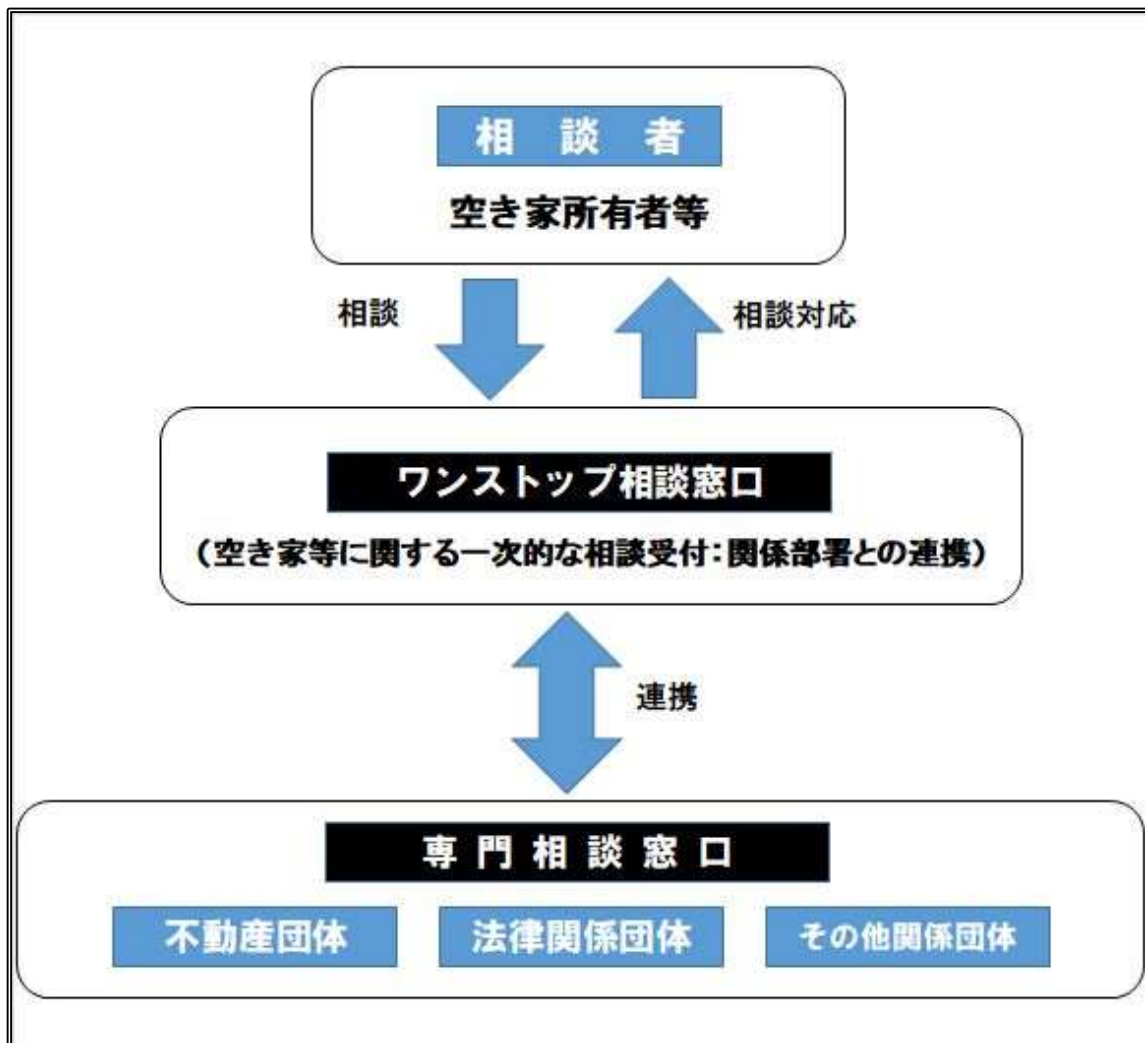 相 談 者
空き家所有者等
相談
相談対応
ワンストップ相談窓口
（空き家等に関する一次的な相談受付：関係部署との連携）
連携
専 門 相 談 窓 口
不動産団体
法律関係団体
その他関係団体